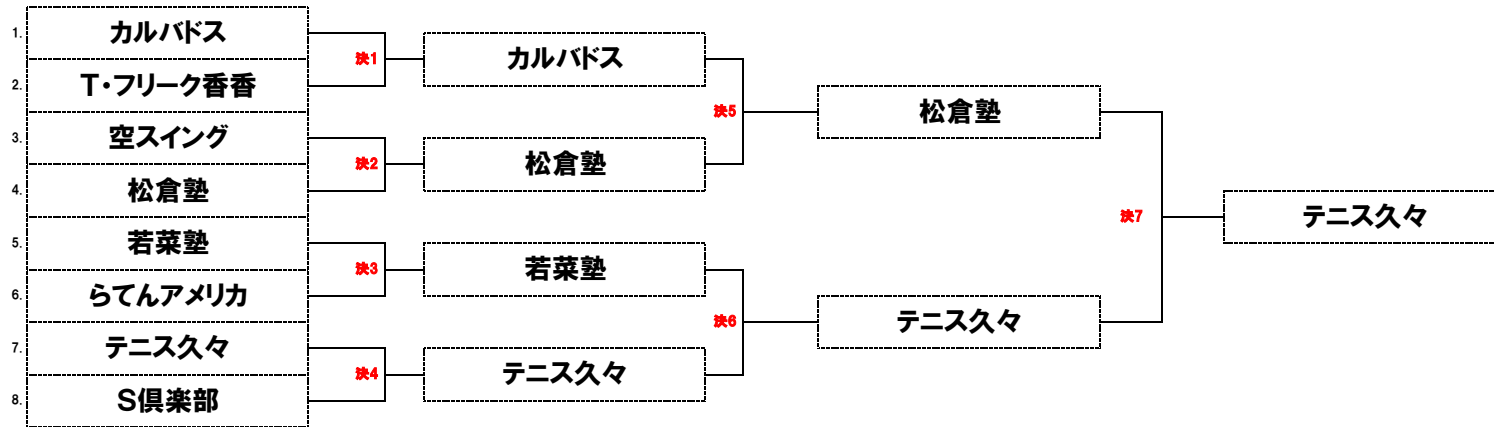 1. カルバドス
2. T・フリーク香香
3. 空スイング
4. 松倉塾
5. 若菜塾
6. らてんアメリカ
7. テニス久々
8. S倶楽部
決1
決2
決3
決4
カルバドス
松倉塾
若菜塾
テニス久々
決5
決6
松倉塾
テニス久々
決7
テニス久々